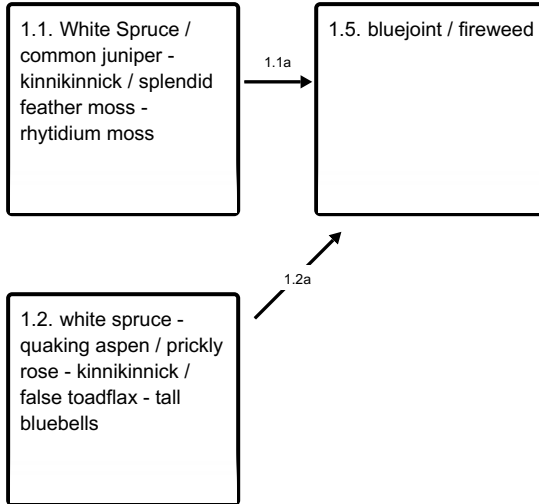 1.1. White Spruce /
common juniper -
kinnikinnick / splendid
feather moss -
rhytidium moss
1.1a
1.5. bluejoint / fireweed
1.2a
1.2. white spruce -
quaking aspen / prickly
rose - kinnikinnick /
false toadflax - tall
bluebells